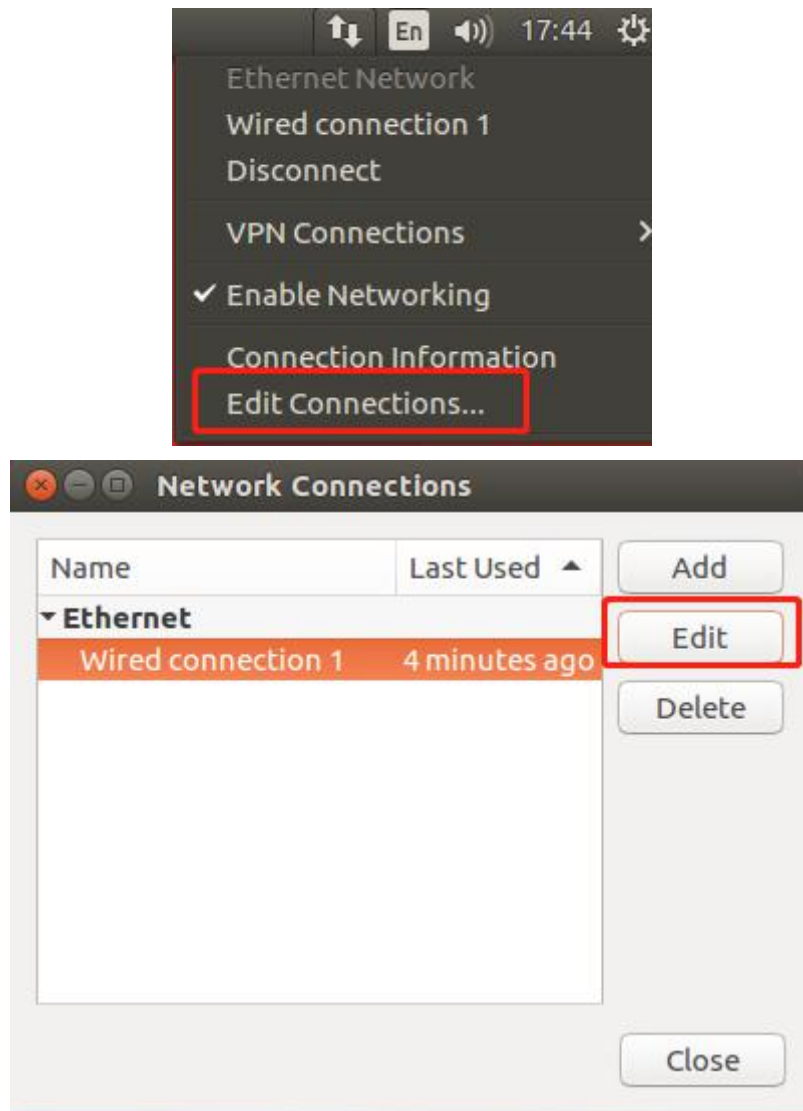 En 17:44
Ethernet Network
Wired connection 1
Disconnect
VPN Connections
Enable Networking
Connection Information
Edit Connections...
Network Connections
Name Last Used Add
Ethernet
Edit
Wired connection 1 4 minutes ago
Delete
Close